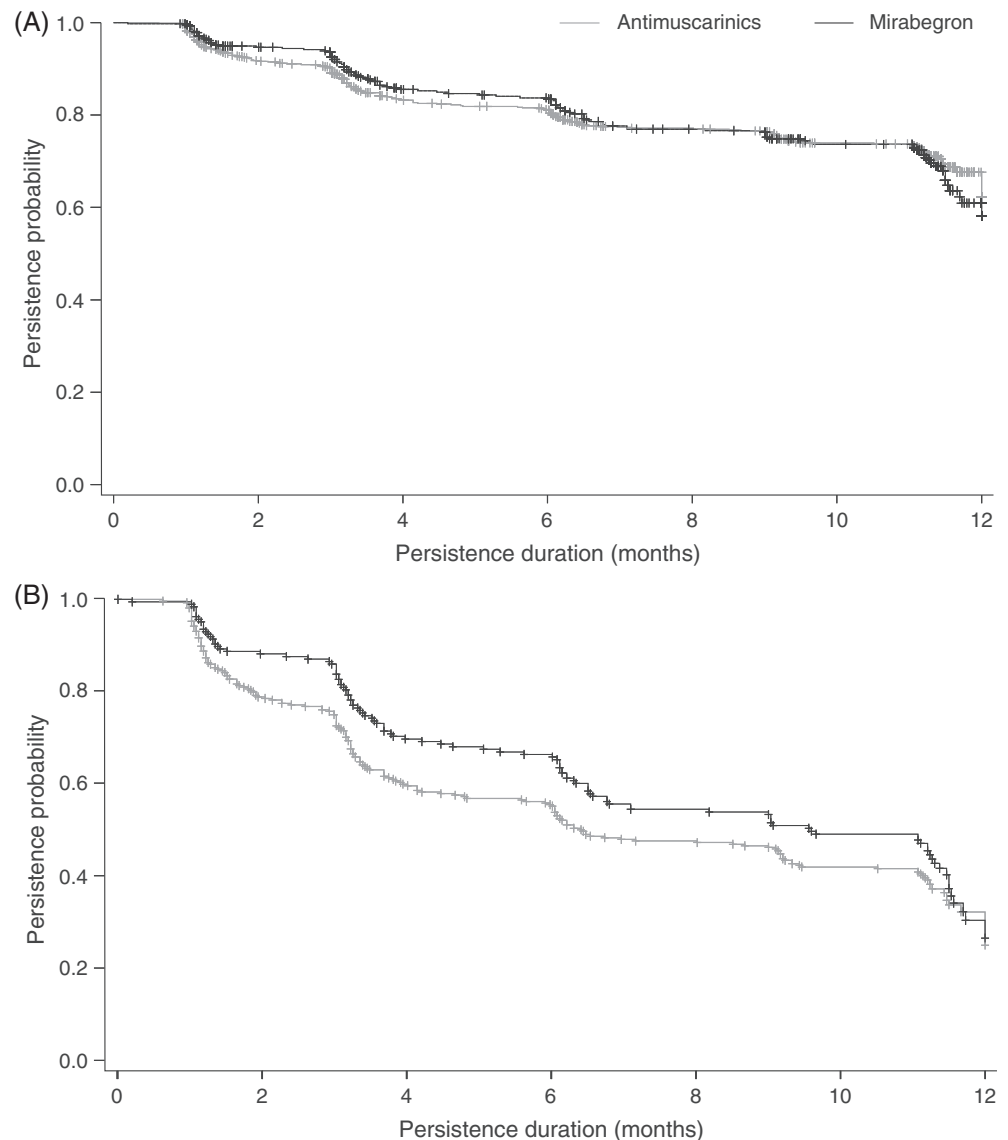 (A)
Antimuscarinics Mirabegron
1.0
0.8
0.6
0.4
0.2
0.0
Persistence probability
0 2 4 6 8 10 12
Persistence duration (months)
(B)
1.0
0.8
0.6
0.4
0.2
0.0
Persistence probability
0 2 4 6 8 10 12
Persistence duration (months)